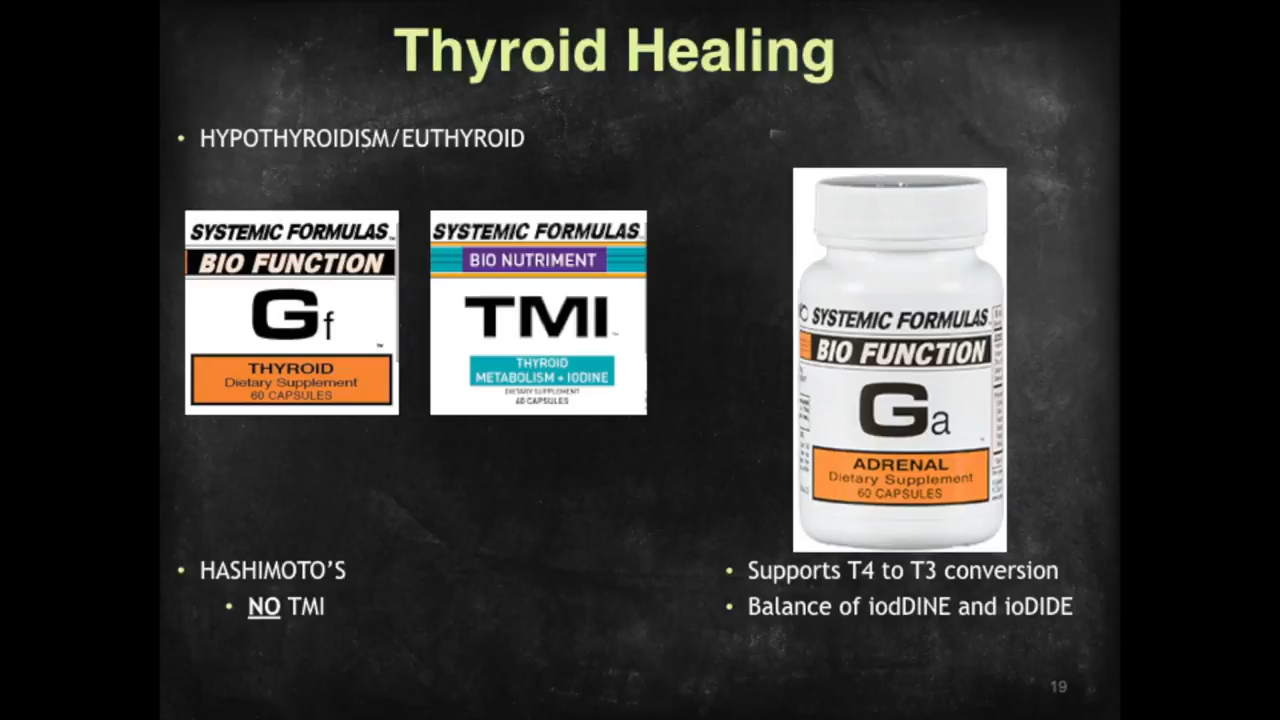 Thyroid Healing
• HYPOTHYROIDISM/EUTHYROID
SYSTEMIC FORMULAS
BIO FUNCTION
Gf
THYROID
Dietary Supplement
60 CAPSULES
SYSTEMIC FORMULAS
BIO NUTRIMENT
TMI
THYROID
METABOLISM + IODINE
DIETARY SUPPLEMENT
60 CAPSULES
SYSTEMIC FORMULAS
BIO FUNCTION
Ga
ADRENAL
Dietary Supplement
60 CAPSULES
• HASHIMOTO'S
• NO TMI
• Supports T4 to T3 conversion
• Balance of iodDINE and ioDIDE
19